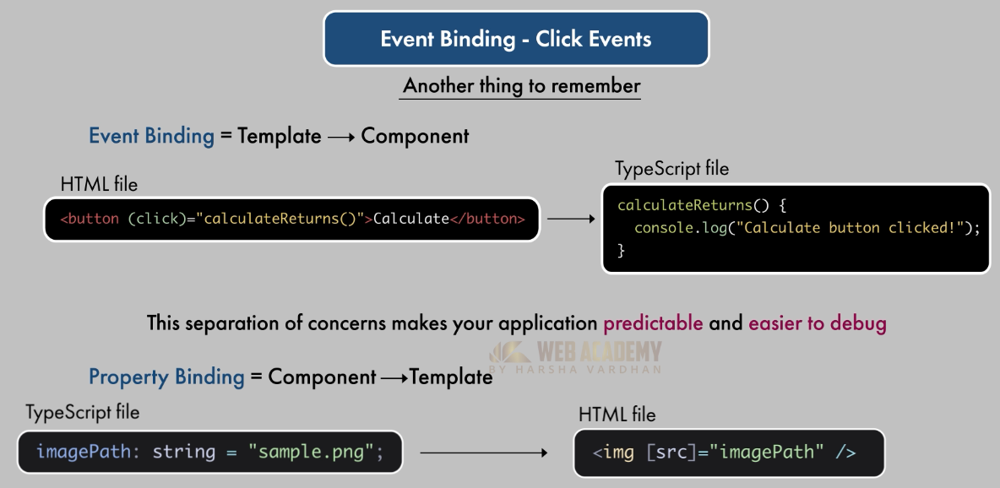 Event Binding - Click Events
Another thing to remember
Event Binding = Template → Component
HTML file
<button (click)="calculateReturns()">Calculate</button>
TypeScript file
calculateReturns() {
  console.log("Calculate button clicked!");
}
This separation of concerns makes your application predictable and easier to debug
WEB ACADEMY
BY HARSHA VARDHAN
Property Binding = Component → Template
TypeScript file
imagePath: string = "sample.png";
HTML file
<img [src]="imagePath" />